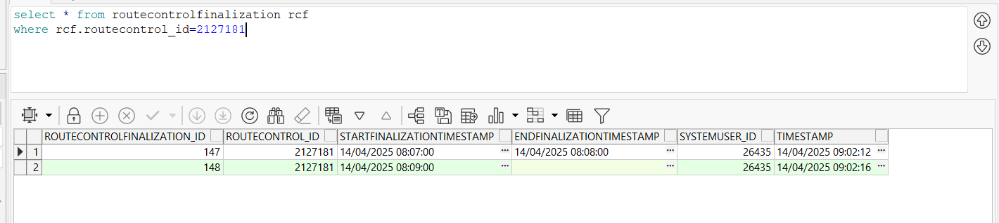 select * from routecontrolfinalization rcf
where rcf.routecontrol_id=2127181
ROUTECONTROLFINALIZATION_ID ROUTECONTROL_ID STARTFINALIZATIONTIMESTAMP ENDFINALIZATIONTIMESTAMP SYSTEMUSER_ID TIMESTAMP
1 147 2127181 14/04/2025 08:07:00 ... 14/04/2025 08:08:00 ... 26435 14/04/2025 09:02:12 ...
2 148 2127181 14/04/2025 08:09:00 ... ... 26435 14/04/2025 09:02:16 ...